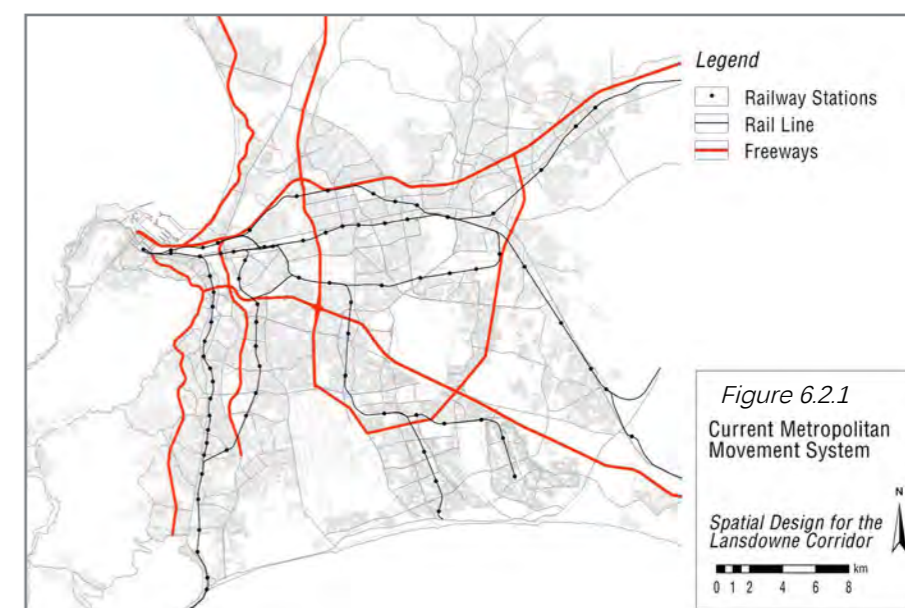 Legend
Railway Stations
Rail Line
Freeways
Figure 6.2.1
Current Metropolitan
Movement System
N
Spatial Design for the
Lansdowne Corridor
km
0 1 2 4 6 8